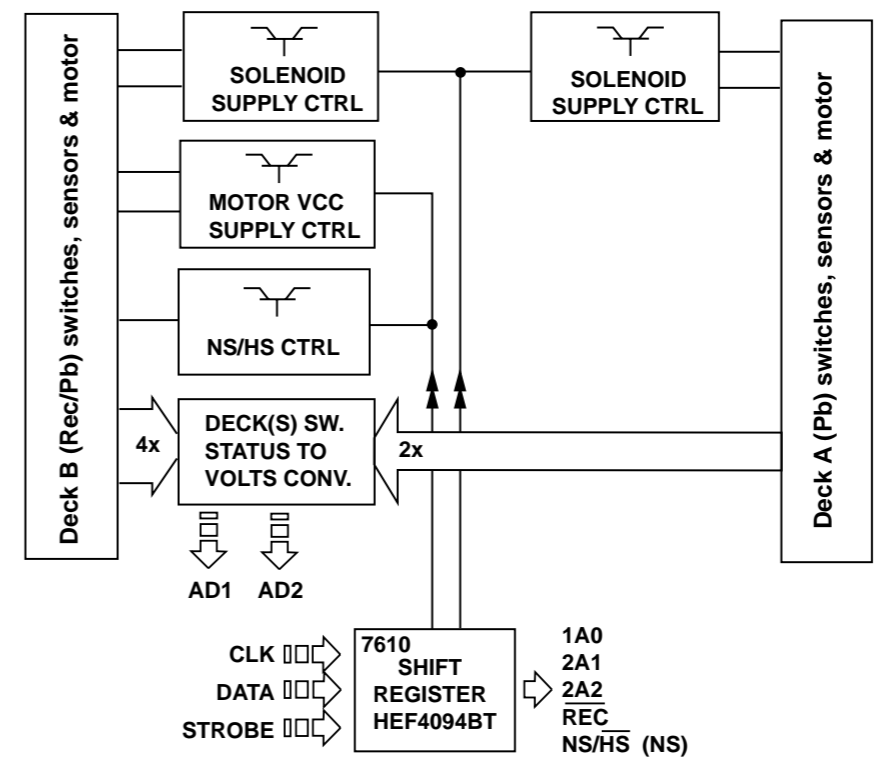 Deck B (Rec/Pb) switches, sensors & motor
SOLENOID
SUPPLY CTRL
SOLENOID
SUPPLY CTRL
MOTOR VCC
SUPPLY CTRL
NS/HS CTRL
4x
DECK(S) SW.
STATUS TO
VOLTS CONV.
2x
Deck A (Pb) switches, sensors & motor
AD1
AD2
CLK
DATA
STROBE
7610
SHIFT
REGISTER
HEF4094BT
1A0
2A1
2A2
R̅E̅C̅
NS/H̅S̅ (NS)